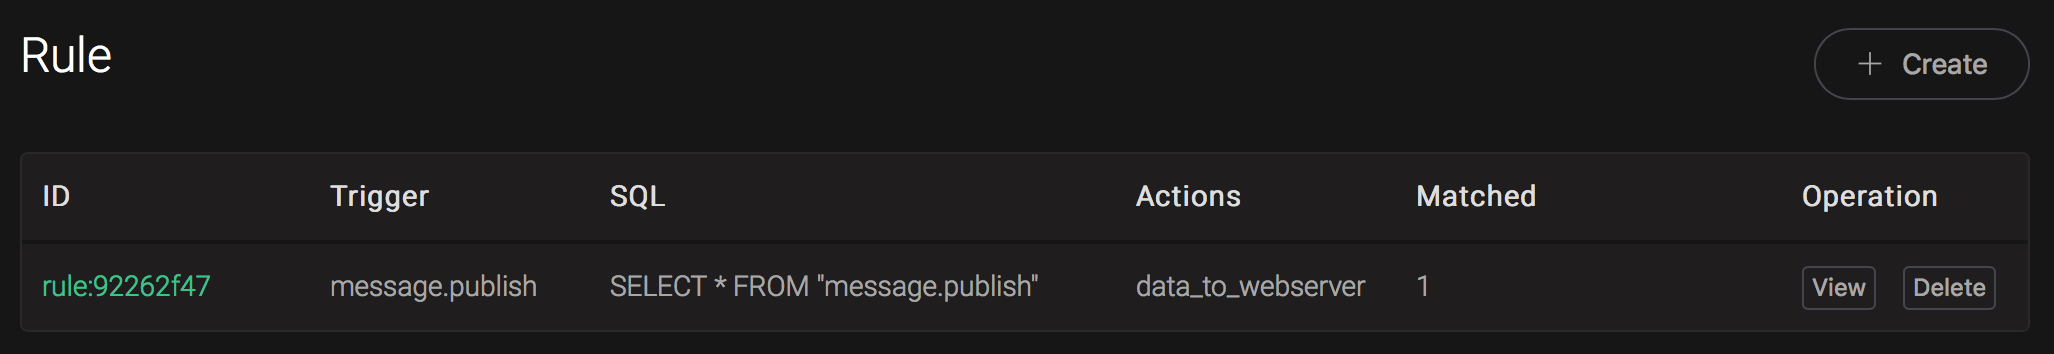 Rule
+ Create
ID Trigger SQL Actions Matched Operation
rule:92262f47 message.publish SELECT * FROM "message.publish" data_to_webserver 1 View Delete